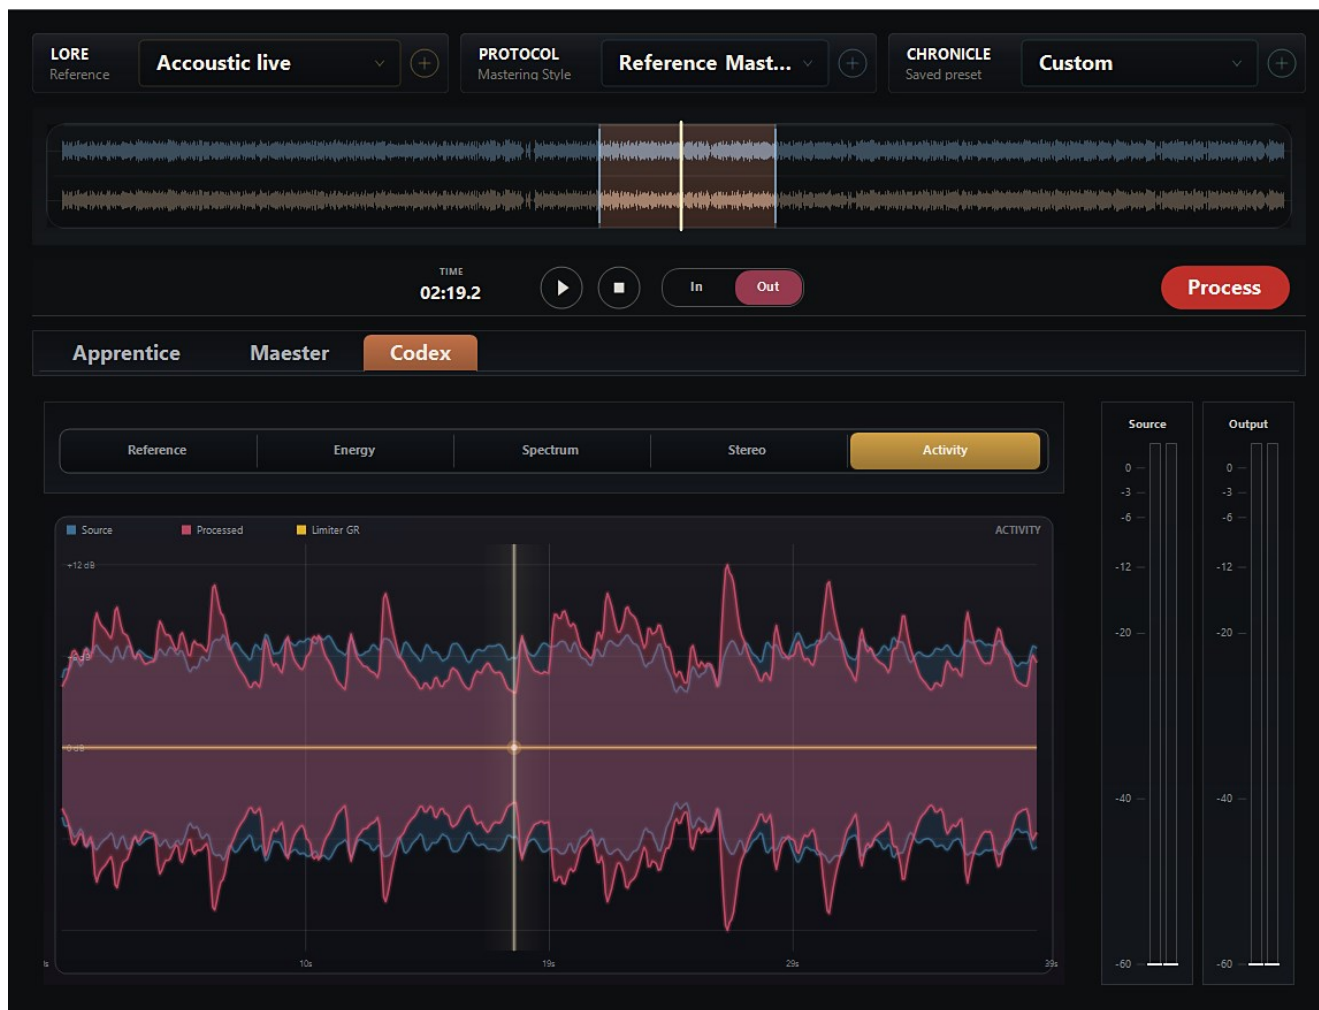 LORE
Reference
Accoustic live
PROTOCOL
Mastering Style
Reference Mast...
CHRONICLE
Saved preset
Custom
TIME
02:19.2
In
Out
Process
Apprentice
Maester
Codex
Reference
Energy
Spectrum
Stereo
Activity
Source
Processed
Limiter GR
ACTIVITY
+12 dB
0 dB
10s
19s
29s
39s
Source
0
-3
-6
-12
-20
-40
-60
Output
0
-3
-6
-12
-20
-40
-60